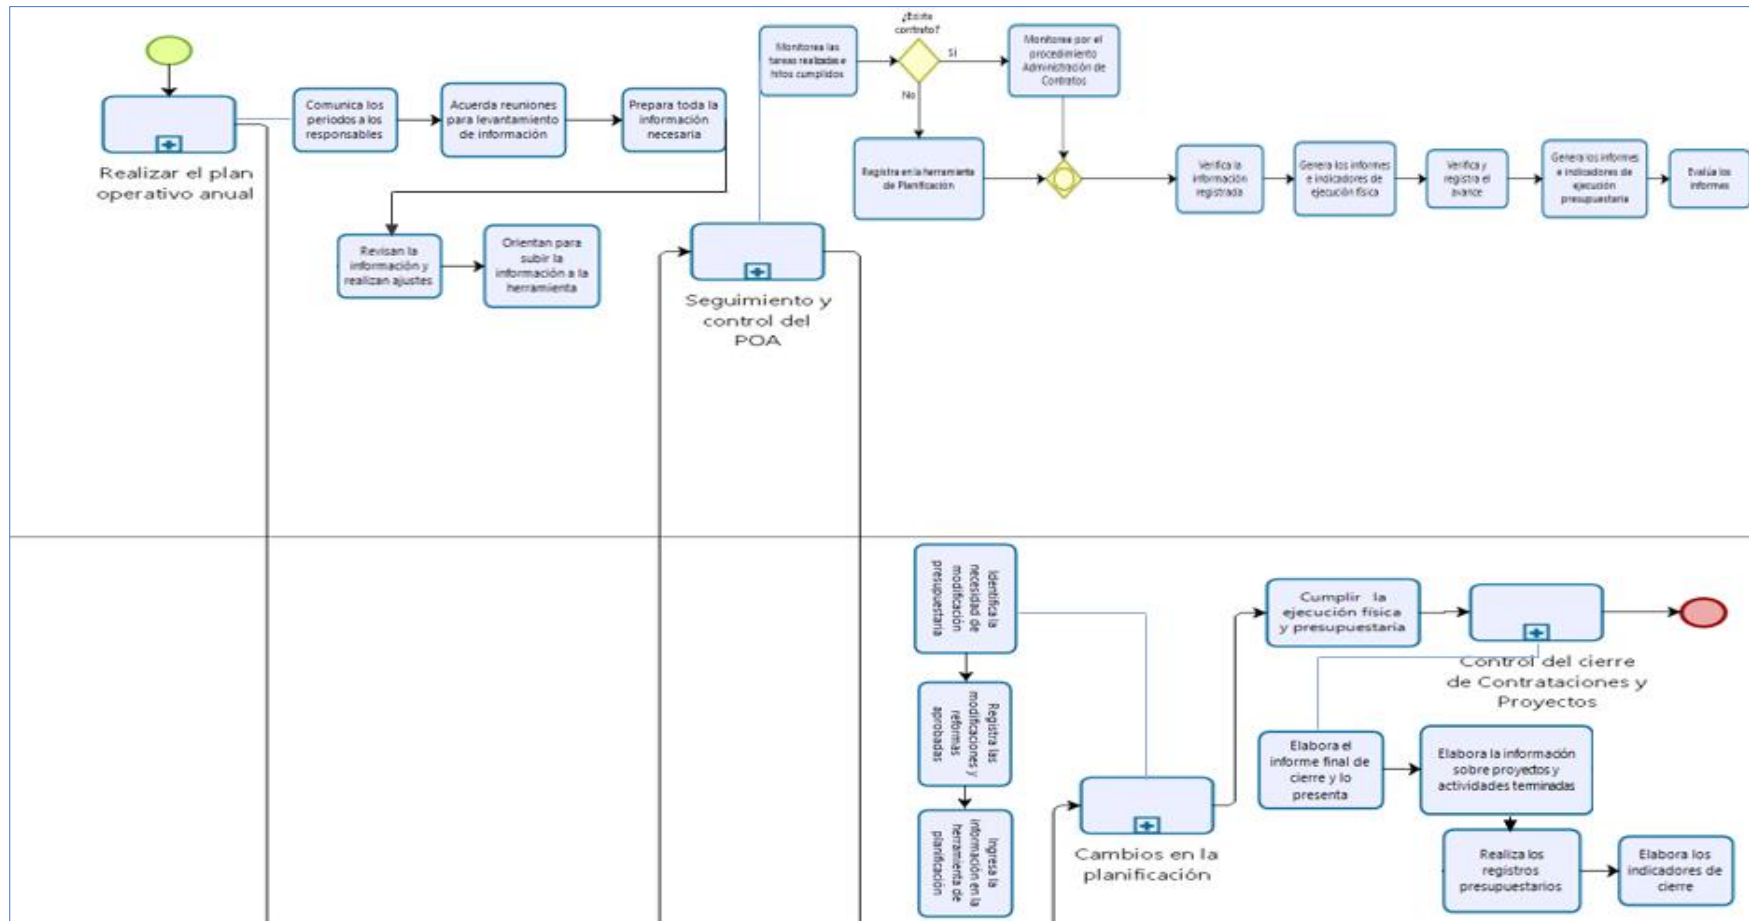 Realizar el plan
operativo anual
Comunica los
periodos a los
responsables
Acuerda reuniones
para levantamiento
de información
Prepara toda la
información
necesaria
Revisan la
información y
realizan ajustes
Orientan para
subir la
información a la
herramienta
Seguimiento y
control del
POA
Monitorea las
tareas realizadas e
hitos cumplidos
¿Existe
contrato?
Si
No
Monitorea por el
procedimiento
Administración de
Contratos
Registra en la herramienta
de Planificación
Verifica la
información
registrada
Genera los informes
e indicadores de
ejecución física
Verifica y
registra el
avance
Genera los informes
e indicadores de
ejecución
presupuestaria
Evalúa los
informes
Identifica la
necesidad de
modificación
presupuestaria
Registra las
modificaciones y
reformas
aprobadas
Ingresa la
información en la
herramienta de
planificación
Cambios en la
planificación
Cumplir la
ejecución física
y presupuestaria
Control del cierre
de Contrataciones y
Proyectos
Elabora el
informe final de
cierre y lo
presenta
Elabora la información
sobre proyectos y
actividades terminadas
Realiza los
registros
presupuestarios
Elabora los
indicadores de
cierre